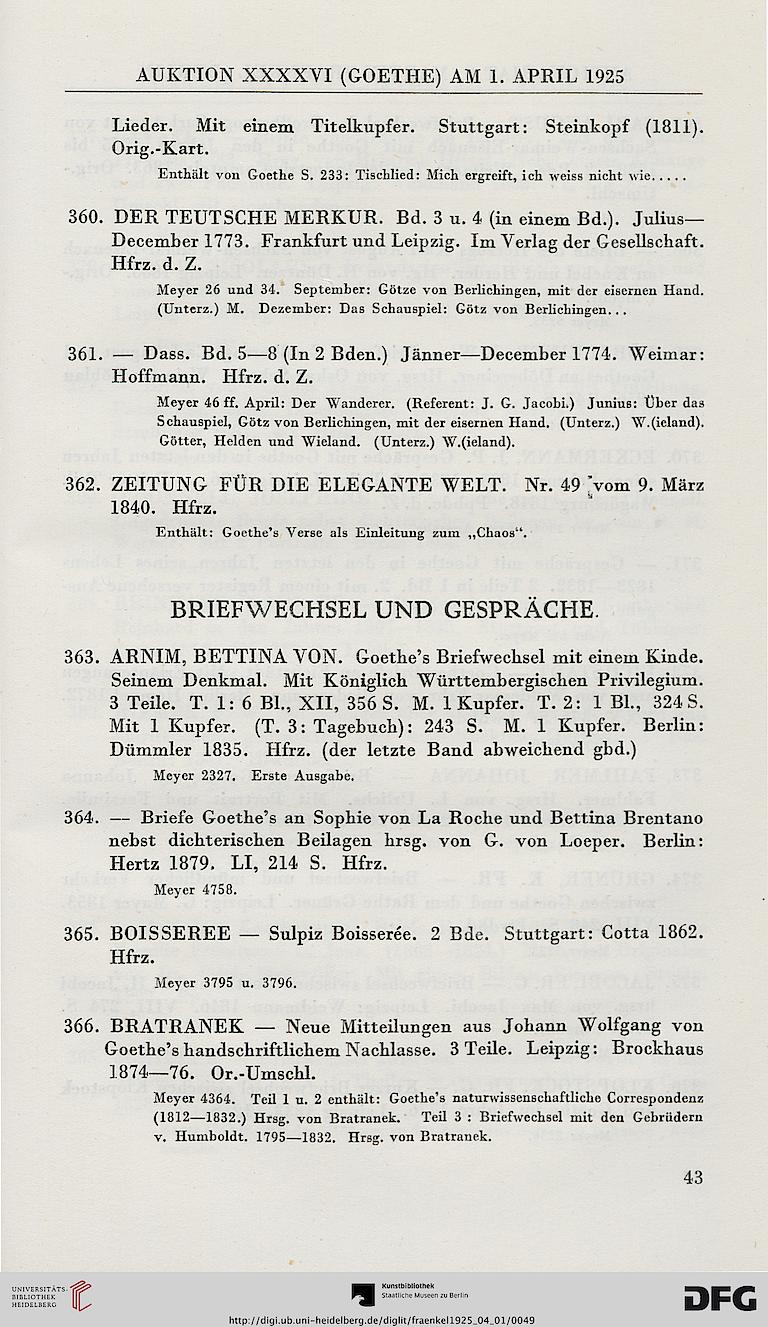 AUKTION XXXXVI (GOETHE) AM 1. APRIL 1925
Lieder. Mit einem Titelkupfer. Stuttgart: Steinkopf (1811).
Orig.-Kart.
Enthält von Goethe S. 233: Tischlied: Mich ergreift, ich weiss nicht wie.....
360. DER TEUTSCHE MERKUR. Bd. 3 u. 4 (in einem Bd.). Julius—
December 1773. Frankfurt und Leipzig. Im Verlag der Gesellschaft.
Hfrz. d. Z.
Meyer 26 und 34. September: Götze von Berlichingen, mit der eisernen Hand.
(Unterz.) M. Dezember: Das Schauspiel: Götz von Berlichingen...
361. — Dass. Bd. 5—8 (In 2 Bden.) Jänner—December 1774. Weimar:
Hoffmann. Hfrz. d. Z.
Meyer 46 ff. April: Der Wanderer. (Referent: J. G. Jacobi.) Junius: Über das
Schauspiel, Götz von Berlichingen, mit der eisernen Hand. (Unterz.) W.(ieland).
Götter, Helden und Wieland. (Unterz.) W.(ieland).
362. ZEITUNG FÜR DIE ELEGANTE WELT. Nr. 49 vom 9. März
1840. Hfrz.
Enthält: Goethe's Verse als Einleitung zum „Chaos“.
BRIEFWECHSEL UND GESPRÄCHE.
363. ARNIM, BETTINA VON. Goethe's Briefwechsel mit einem Kinde.
Seinem Denkmal. Mit Königlich Württembergischen Privilegium.
3 Teile. T. 1: 6 Bl., XII, 356 S. M. 1 Kupfer. T. 2: 1 Bl., 324 S.
Mit 1 Kupfer. (T. 3: Tagebuch): 243 S. M. 1 Kupfer. Berlin:
Dümmler 1835. Hfrz. (der letzte Band abweichend gbd.)
Meyer 2327. Erste Ausgabe.
364. — Briefe Goethe's an Sophie von La Roche und Bettina Brentano
nebst dichterischen Beilagen hrsg. von G. von Loeper. Berlin:
Hertz 1879. LI, 214 S. Hfrz.
Meyer 4758.
365. BOISSEREE — Sulpiz Boisserée. 2 Bde. Stuttgart: Cotta 1862.
Hfrz.
Meyer 3795 u. 3796.
366. BRATRANEK — Neue Mitteilungen aus Johann Wolfgang von
Goethe's handschriftlichem Nachlasse. 3 Teile. Leipzig: Brockhaus
1874—76. Or.-Umschl.
Meyer 4364. Teil 1 u. 2 enthält: Goethe's naturwissenschaftliche Correspondenz
(1812—1832.) Hrsg. von Bratranek. Teil 3 : Briefwechsel mit den Gebrüdern
v. Humboldt. 1795—1832. Hrsg. von Bratranek.
43
UNIVERSITÄTS-
BIBLIOTHEK
HEIDELBERG
Kunstbibliothek
Staatliche Museen zu Berlin
DFG
http://digi.ub.uni-heidelberg.de/diglit/fraenkel1925_04_01/0049